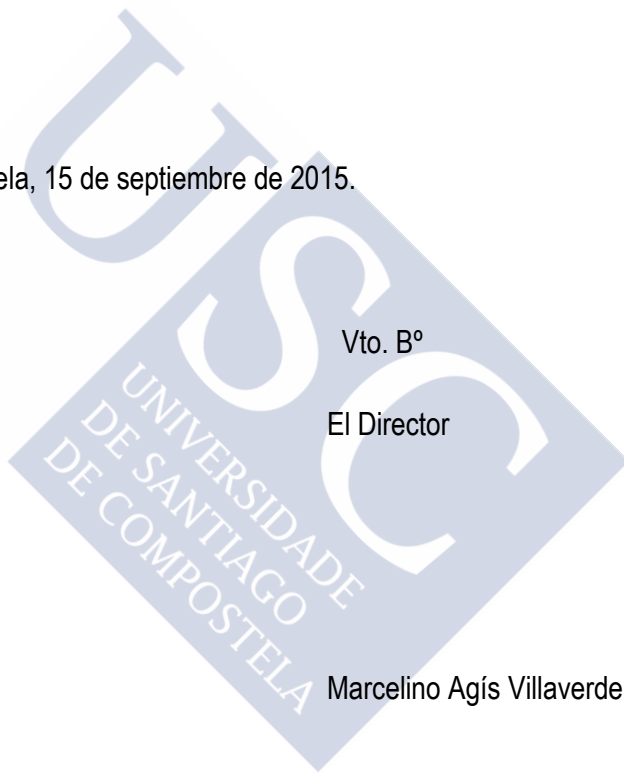 ela, 15 de septiembre de 2015.
Vto. Bº
El Director
Marcelino Agís Villaverde
USC
UNIVERSIDADE
DE SANTIAGO
DE COMPOSTELA